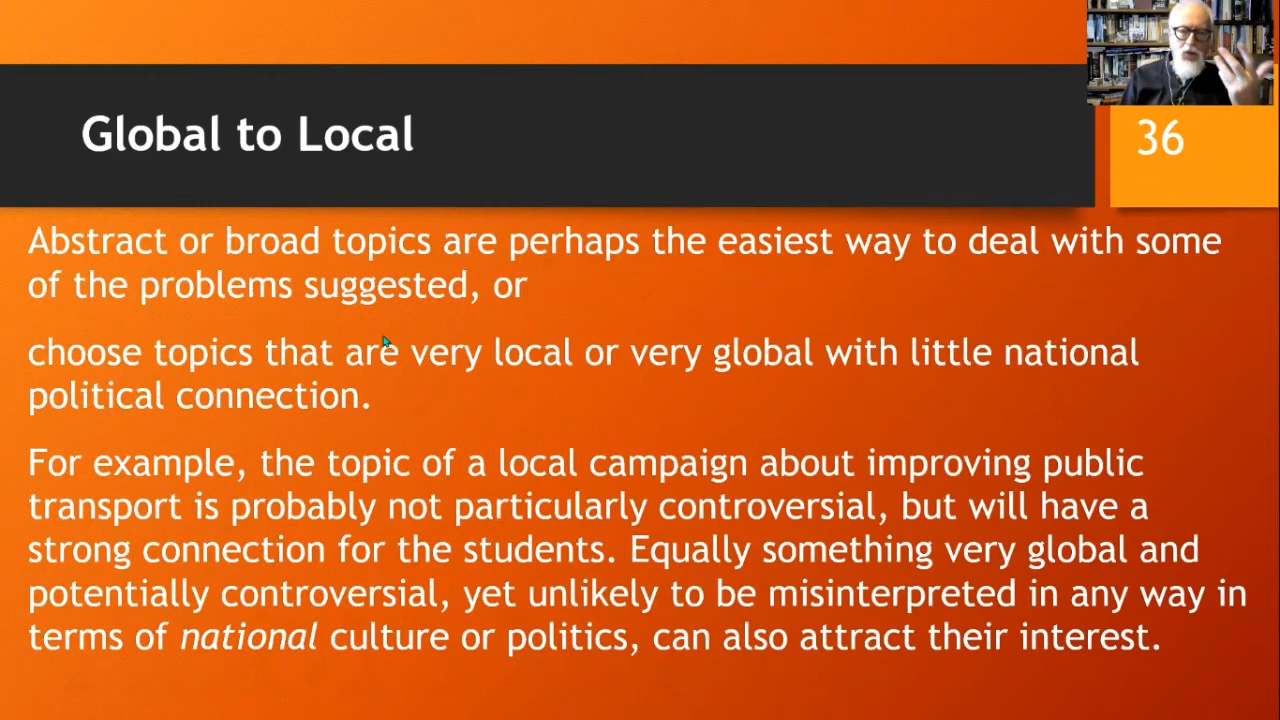 Global to Local
36
Abstract or broad topics are perhaps the easiest way to deal with some
of the problems suggested, or
choose topics that are very local or very global with little national
political connection.
For example, the topic of a local campaign about improving public
transport is probably not particularly controversial, but will have a
strong connection for the students. Equally something very global and
potentially controversial, yet unlikely to be misinterpreted in any way in
terms of national culture or politics, can also attract their interest.